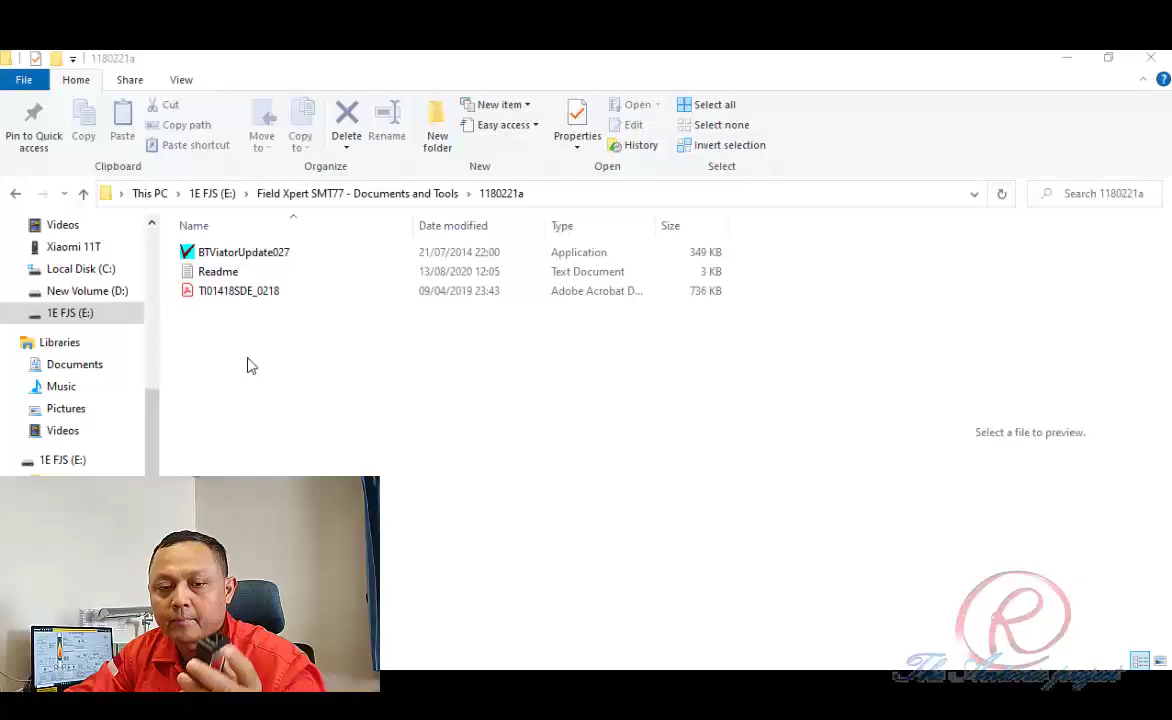 1180221a
File Home Share View
Pin to Quick access
Copy
Paste
Cut
Copy path
Paste shortcut
Move to
Copy to
Delete
Rename
New folder
New item
Easy access
Properties
Open
Edit
History
Select all
Select none
Invert selection
Clipboard Organize New Open Select
This PC 1E FJS (E:) Field Xpert SMT77 - Documents and Tools 1180221a
Search 1180221a
Name Date modified Type Size
BTViatorUpdate027 21/07/2014 22:00 Application 349 KB
Readme 13/08/2020 12:05 Text Document 3 KB
TI01418SDE_0218 09/04/2019 23:43 Adobe Acrobat D... 736 KB
Videos
Xiaomi 11T
Local Disk (C:)
New Volume (D:)
1E FJS (E:)
Libraries
Documents
Music
Pictures
Videos
1E FJS (E:)
Select a file to preview.
R
The Antonie project